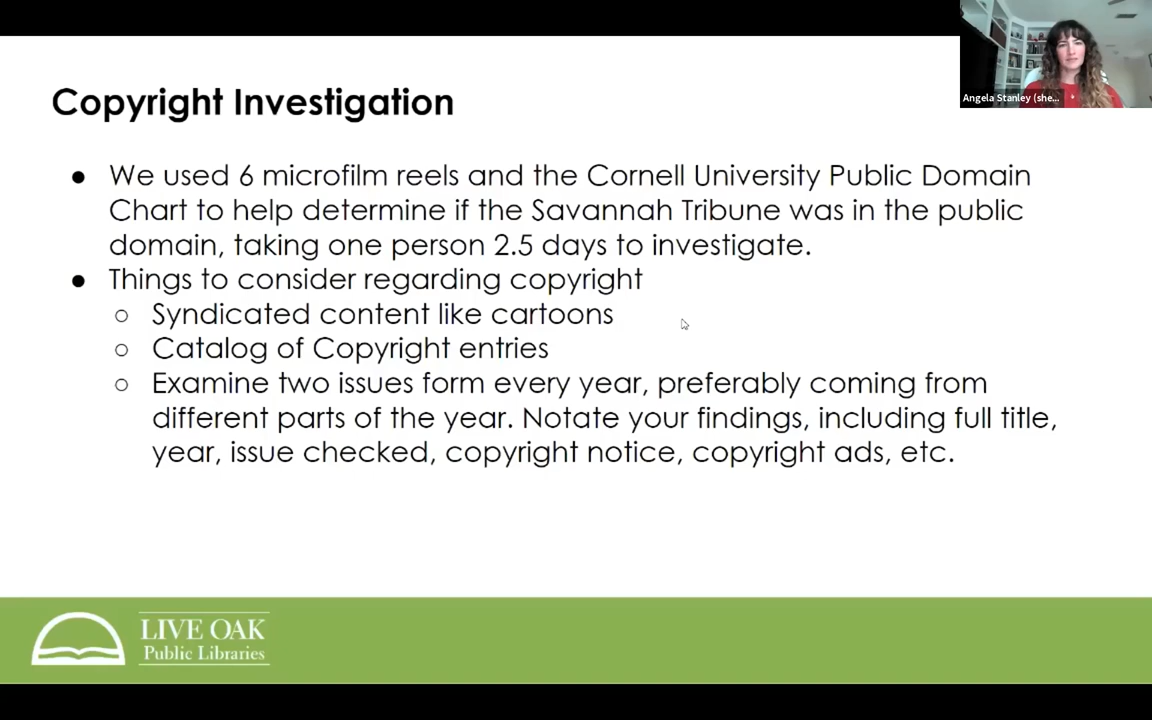 Angela Stanley (she...
Copyright Investigation
● We used 6 microfilm reels and the Cornell University Public Domain
Chart to help determine if the Savannah Tribune was in the public
domain, taking one person 2.5 days to investigate.
● Things to consider regarding copyright
○ Syndicated content like cartoons
○ Catalog of Copyright entries
○ Examine two issues form every year, preferably coming from
different parts of the year. Notate your findings, including full title,
year, issue checked, copyright notice, copyright ads, etc.
LIVE OAK
Public Libraries